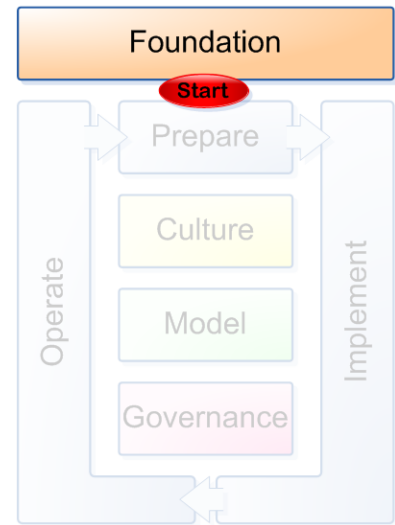 Foundation
Start
Prepare
Culture
Model
Governance
Operate
Implement